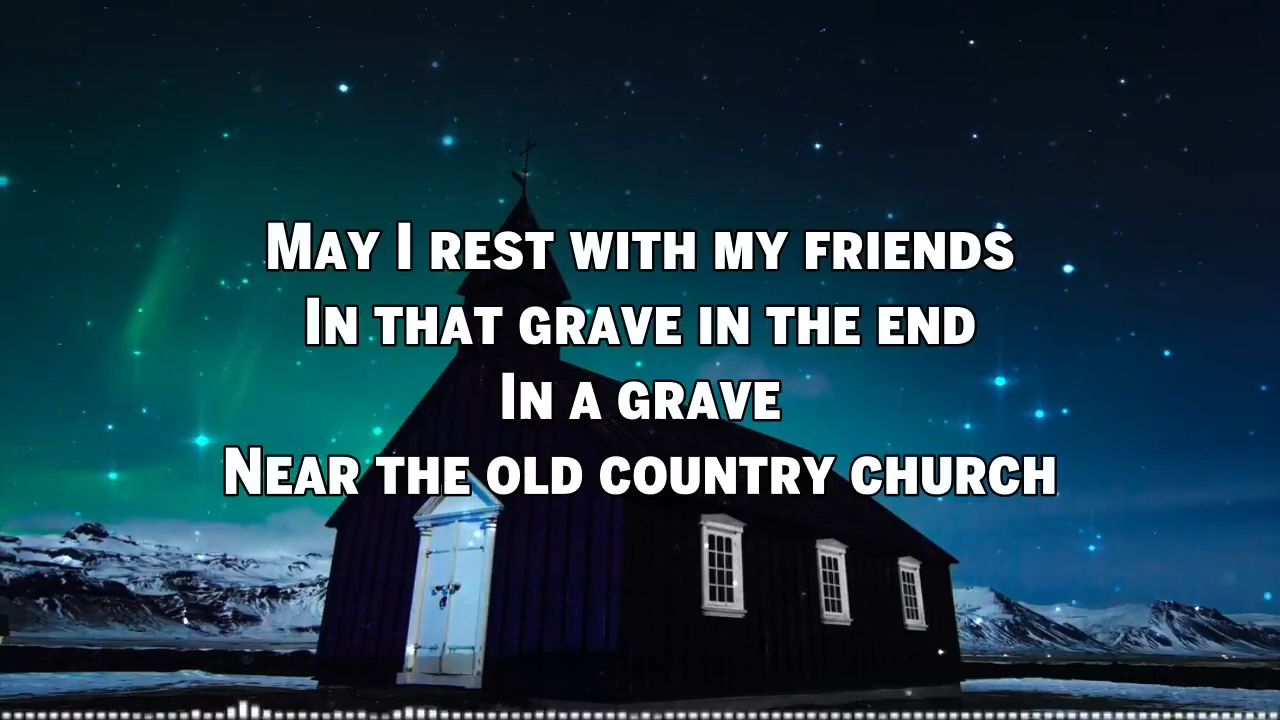 May I rest with my friends
In that grave in the end
In a grave
Near the old country church